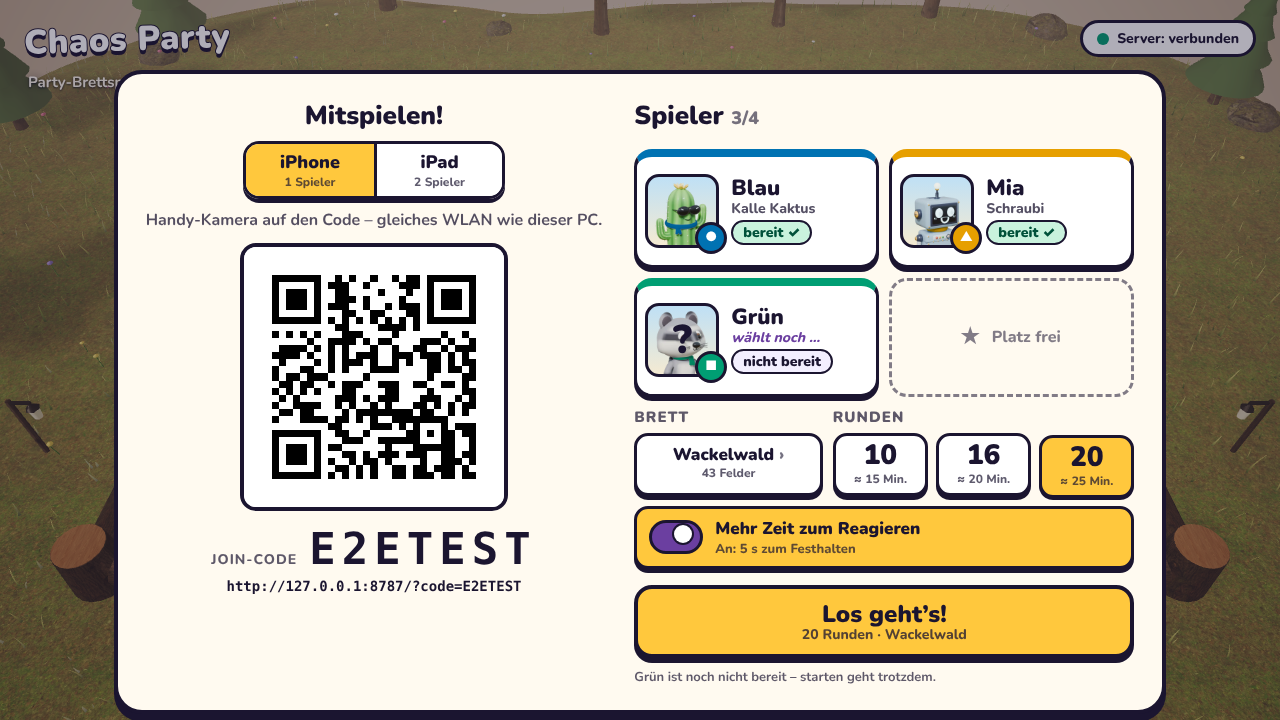 Chaos Party
Party-Brettsp
Server: verbunden
Mitspielen!
iPhone
1 Spieler
iPad
2 Spieler
Handy-Kamera auf den Code – gleiches WLAN wie dieser PC.
JOIN-CODE E2ETEST
http://127.0.0.1:8787/?code=E2ETEST
Spieler 3/4
Blau
Kalle Kaktus
bereit ✓
Mia
Schraubi
bereit ✓
?
Grün
wählt noch ...
nicht bereit
★ Platz frei
BRETT
Wackelwald ›
43 Felder
RUNDEN
10
≈ 15 Min.
16
≈ 20 Min.
20
≈ 25 Min.
Mehr Zeit zum Reagieren
An: 5 s zum Festhalten
Los geht’s!
20 Runden · Wackelwald
Grün ist noch nicht bereit – starten geht trotzdem.